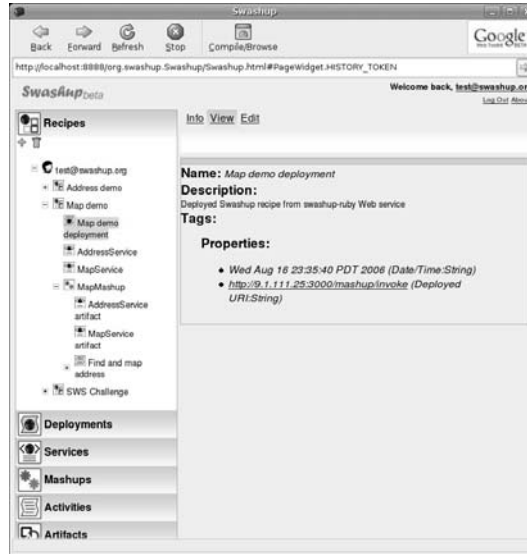 Swashup
Back Forward Refresh Stop Compile/Browse
Google
http://localhost:8888/org.swashup.Swashup/Swashup.html#PageWidget.HISTORY_TOKEN
Swashup beta
Welcome back, test@swashup.or
Log Out Abou
Recipes
Info View Edit
test@swashup.org
Address demo
Map demo
Map demo
deployment
AddressService
MapService
MapMashup
AddressService
artifact
MapService
artifact
Find and map
address
SWS Challenge
Name: Map demo deployment
Description:
Deployed Swashup recipe from swashup-ruby Web service
Tags:
Properties:
Wed Aug 16 23:35:40 PDT 2006 (Date/Time:String)
http://9.1.111.25:3000/mashup/invoke (Deployed
URI:String)
Deployments
Services
Mashups
Activities
Artifacts